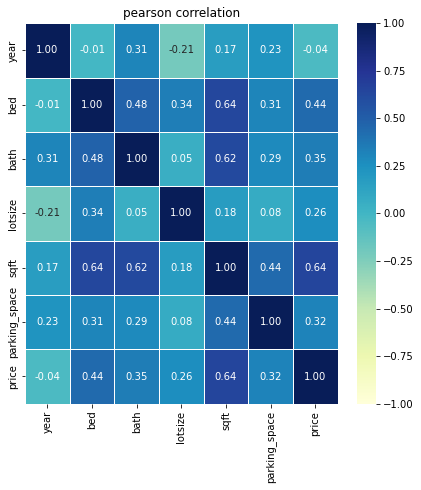 pearson correlation
year 1.00 -0.01 0.31 -0.21 0.17 0.23 -0.04
bed -0.01 1.00 0.48 0.34 0.64 0.31 0.44
bath 0.31 0.48 1.00 0.05 0.62 0.29 0.35
lotsize -0.21 0.34 0.05 1.00 0.18 0.08 0.26
sqft 0.17 0.64 0.62 0.18 1.00 0.44 0.64
parking_space 0.23 0.31 0.29 0.08 0.44 1.00 0.32
price -0.04 0.44 0.35 0.26 0.64 0.32 1.00
year bed bath lotsize sqft parking_space price
1.00
0.75
0.50
0.25
0.00
−0.25
−0.50
−0.75
−1.00